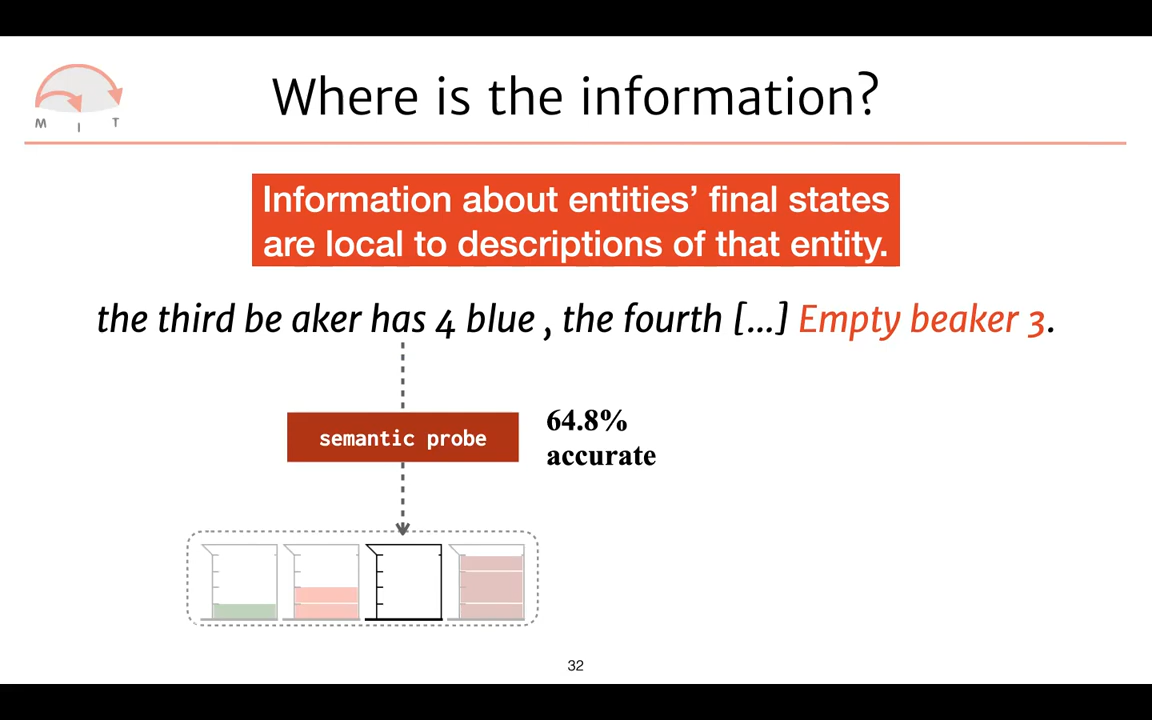 M I T
Where is the information?
Information about entities’ final states
are local to descriptions of that entity.
the third be aker has 4 blue , the fourth [...] Empty beaker 3.
semantic probe
64.8%
accurate
32